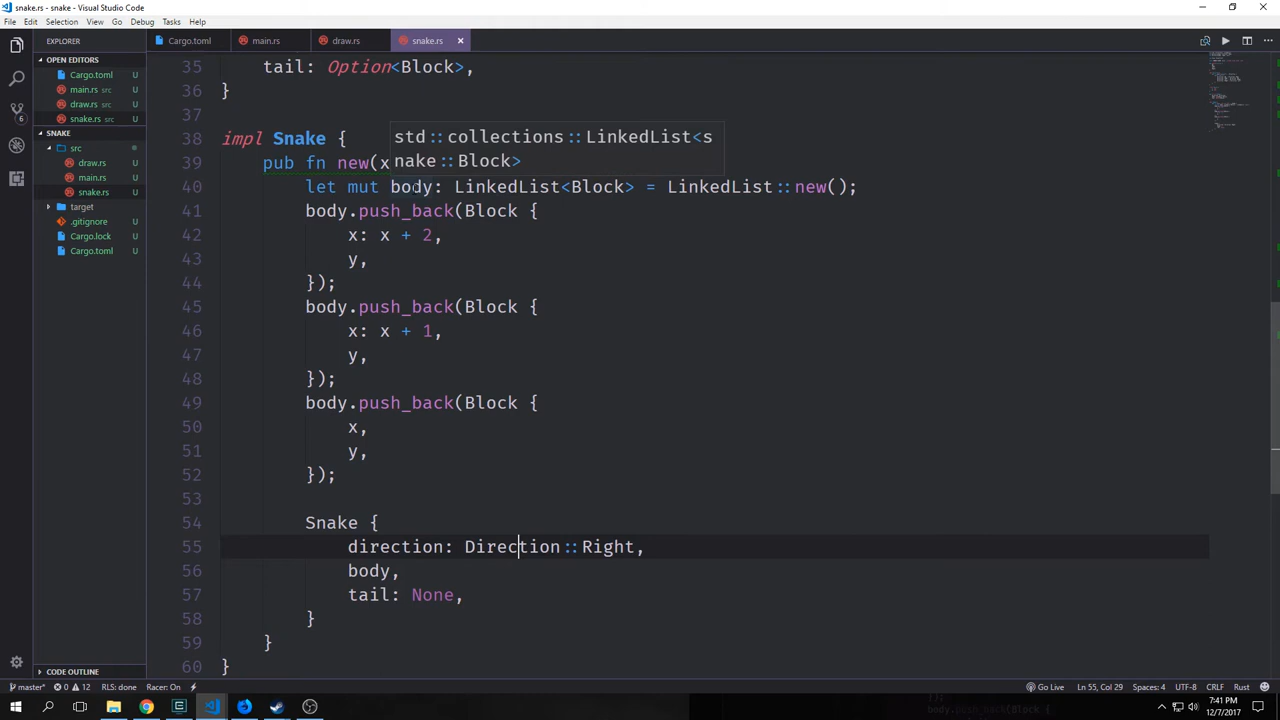 snake.rs - snake - Visual Studio Code
File Edit Selection View Go Debug Tasks Help
EXPLORER
Cargo.toml main.rs draw.rs snake.rs ×
OPEN EDITORS
Cargo.toml U
main.rs src U
draw.rs src U
snake.rs src U
SNAKE
src
draw.rs U
main.rs U
snake.rs U
target
.gitignore U
Cargo.lock U
Cargo.toml U
6
35 tail: Option<Block>,
36 }
37
38 impl Snake {
std::collections::LinkedList<s
nake::Block>
39 pub fn new(x
40 let mut body: LinkedList<Block> = LinkedList::new();
41 body.push_back(Block {
42 x: x + 2,
43 y,
44 });
45 body.push_back(Block {
46 x: x + 1,
47 y,
48 });
49 body.push_back(Block {
50 x,
51 y,
52 });
53
54 Snake {
55 direction: Direction::Right,
56 body,
57 tail: None,
58 }
59 }
60 }
CODE OUTLINE
master* 0 12 RLS: done Racer: On Go Live Ln 55, Col 29 Spaces: 4 UTF-8 CRLF Rust
7:41 PM
12/7/2017